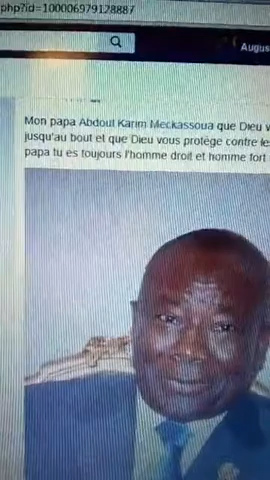 php?id=100006979128887
Augus
Mon papa Abdoul Karim Meckassoua que Dieu v
jusqu'au bout et que Dieu vous protège contre les
papa tu es toujours l'homme droit et homme fort